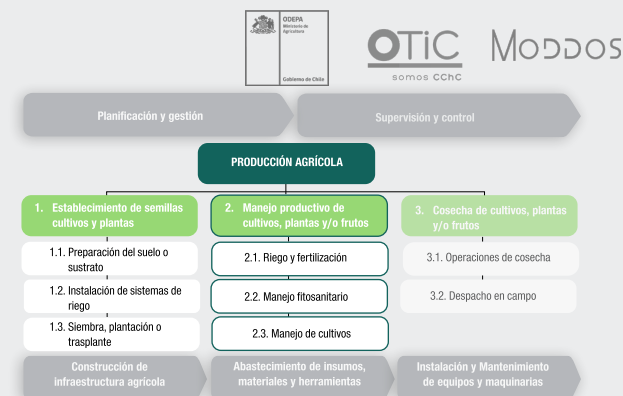 ODEPA
Ministerio de
Agricultura
Gobierno de Chile
OTiC
somos CChC
MODDOS
Planificación y gestión
Supervisión y control
PRODUCCIÓN AGRÍCOLA
1. Establecimiento de semillas
cultivos y plantas
2. Manejo productivo de
cultivos, plantas y/o frutos
3. Cosecha de cultivos, plantas
y/o frutos
1.1. Preparación del suelo o
sustrato
2.1. Riego y fertilización
3.1. Operaciones de cosecha
1.2. Instalación de sistemas de
riego
2.2. Manejo fitosanitario
3.2. Despacho en campo
1.3. Siembra, plantación o
trasplante
2.3. Manejo de cultivos
Construcción de
infraestructura agrícola
Abastecimiento de insumos,
materiales y herramientas
Instalación y Mantenimiento
de equipos y maquinarias